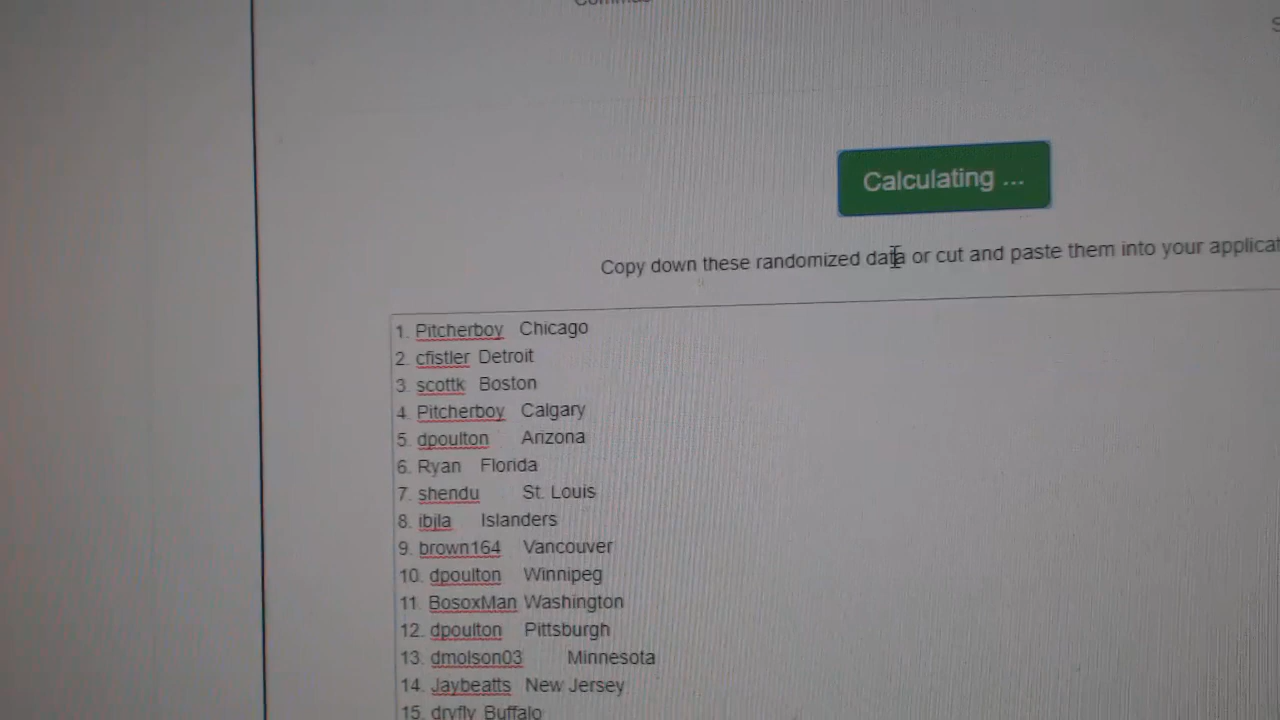 Calculating ...
Copy down these randomized data or cut and paste them into your
1. Pitcherboy Chicago
2. cfistler Detroit
3. scottk Boston
4. Pitcherboy Calgary
5. dpoulton Arizona
6. Ryan Florida
7. shendu St. Louis
8. ibjla Islanders
9. brown164 Vancouver
10. dpoulton Winnipeg
11. BosoxMan Washington
12. dpoulton Pittsburgh
13. dmolson03 Minnesota
14. Jaybeatts New Jersey
15. dryfly Buffalo